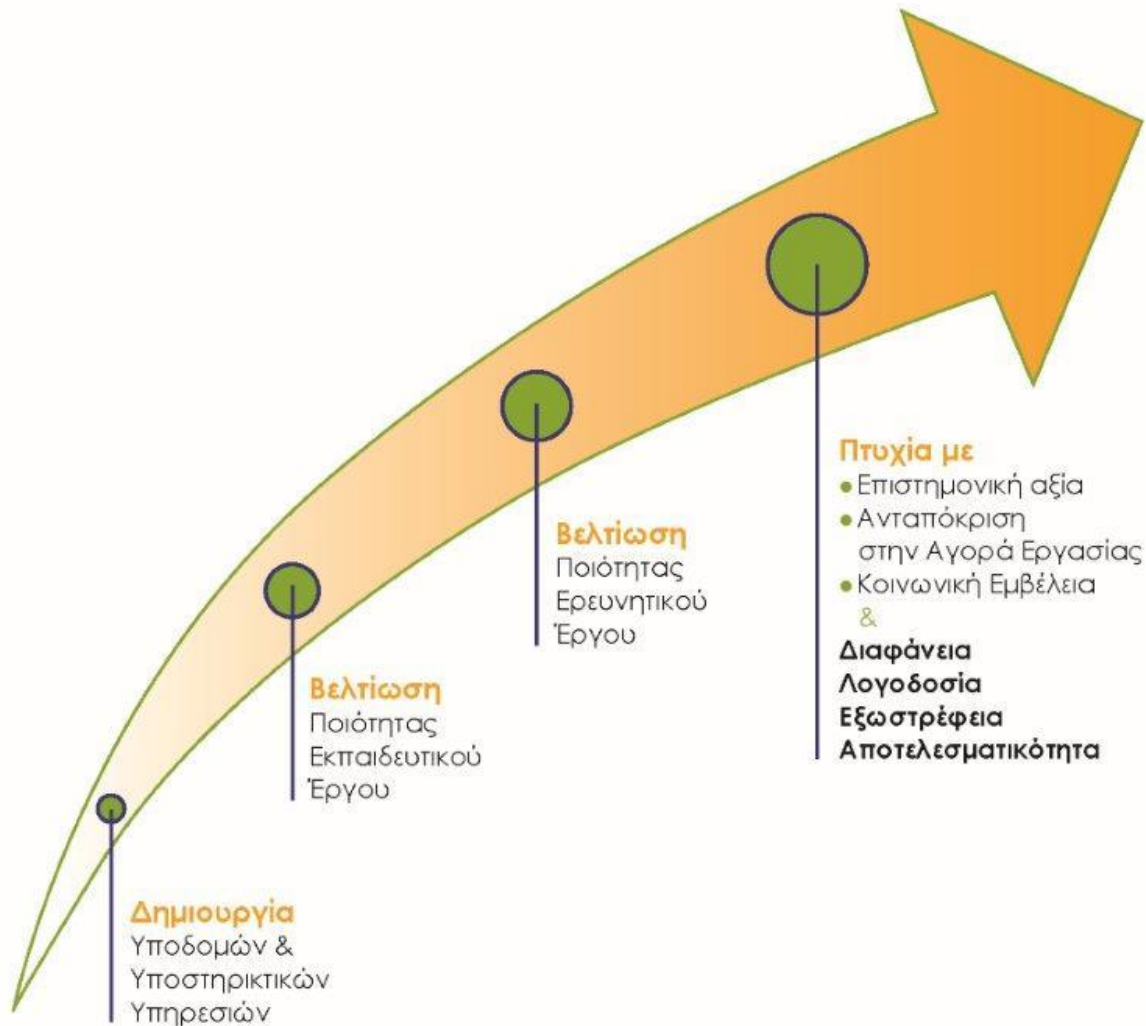 Δημιουργία
Υποδομών &
Υποστηρικτικών
Υπηρεσιών
Βελτίωση
Ποιότητας
Εκπαιδευτικού
Έργου
Βελτίωση
Ποιότητας
Ερευνητικού
Έργου
Πτυχία με
● Επιστημονική αξία
● Ανταπόκριση
στην Αγορά Εργασίας
● Κοινωνική Εμβέλεια
&
Διαφάνεια
Λογοδοσία
Εξωστρέφεια
Αποτελεσματικότητα